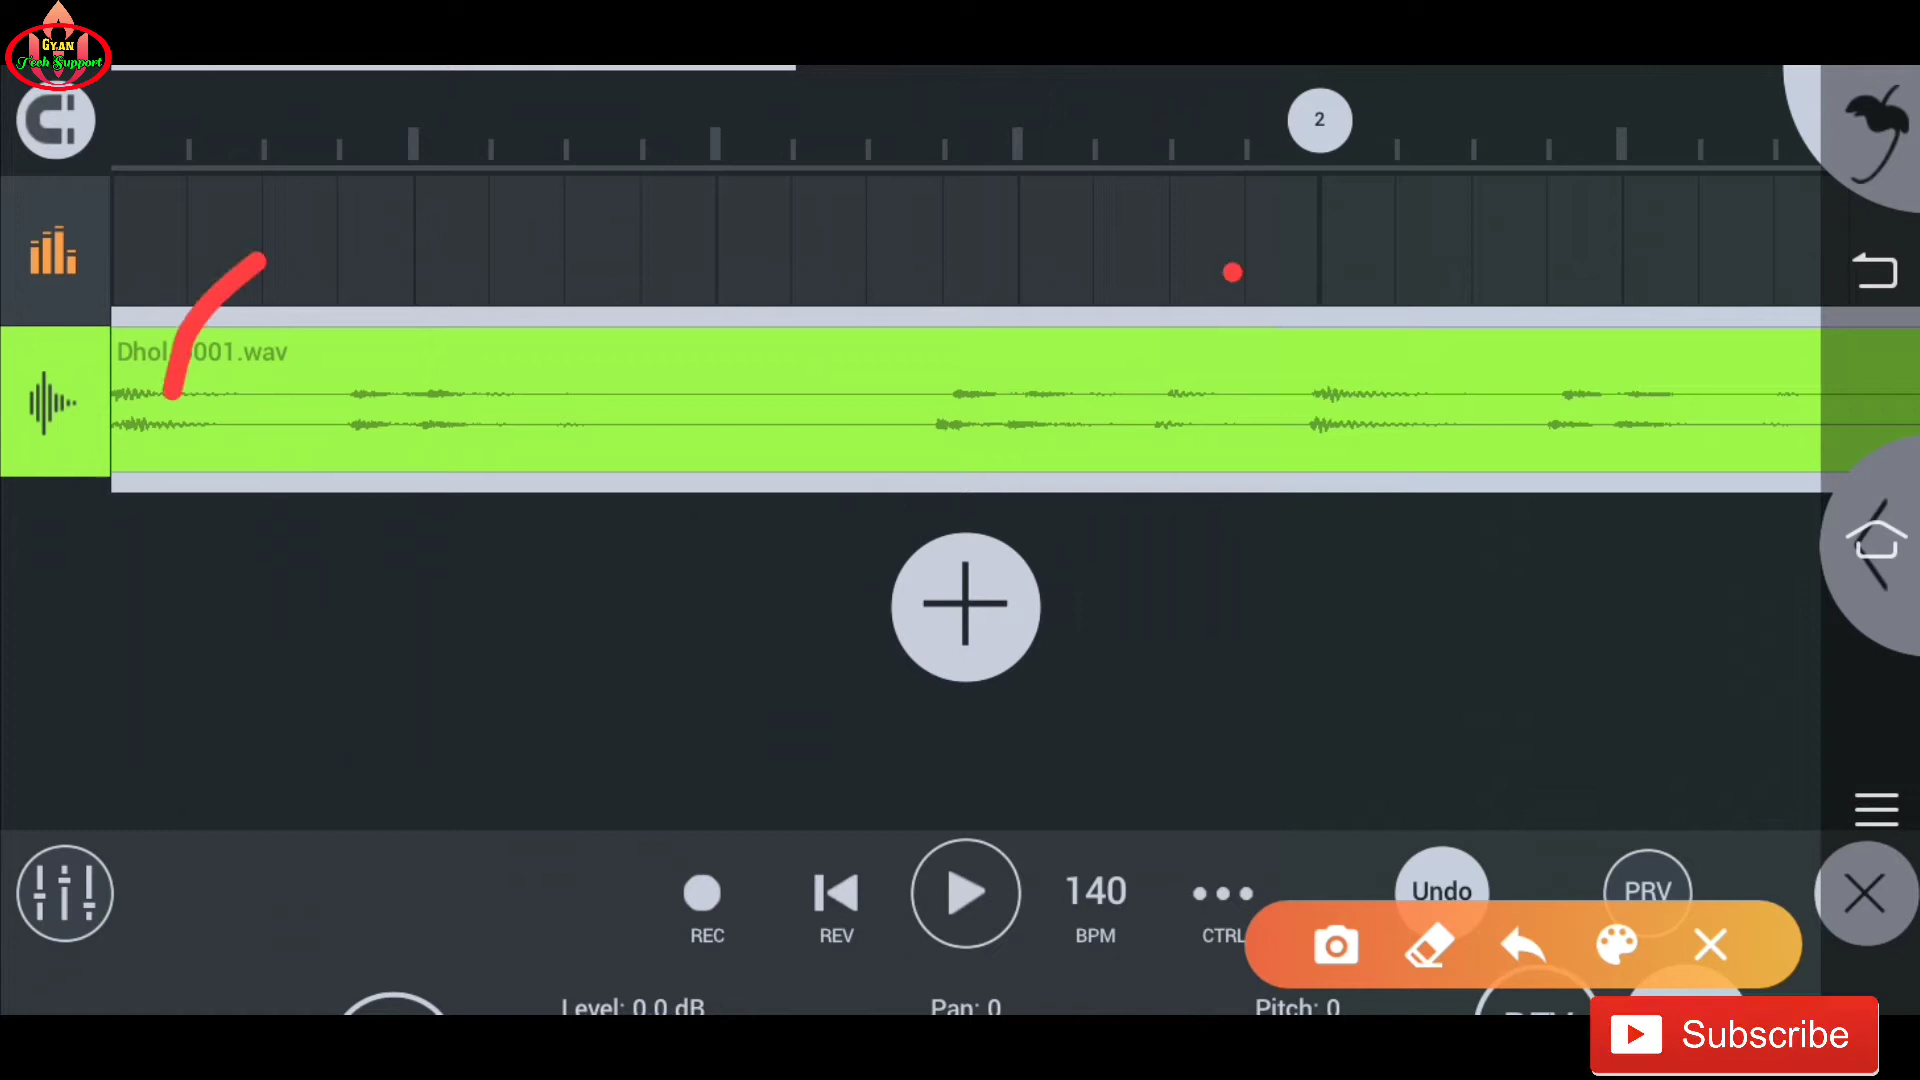 Gyan
Tech Support
2
Dhol 001.wav
140
Undo
PRV
REC
REV
BPM
CTRL
Level: 0.0 dB
Pan: 0
Pitch: 0
Subscribe